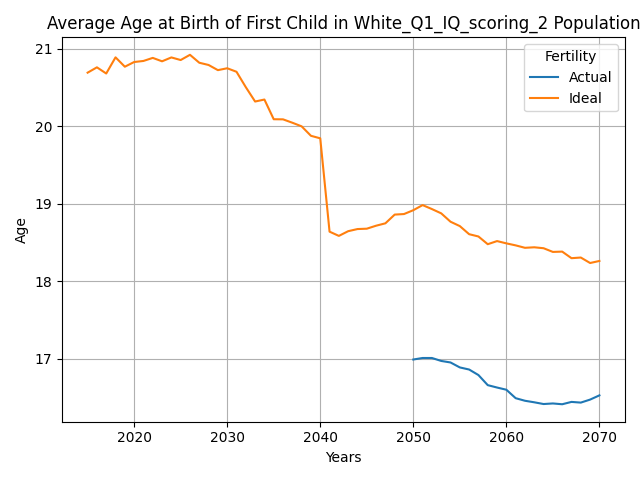 Average Age at Birth of First Child in White_Q1_IQ_scoring_2 Population
Fertility
Actual
Ideal
21
20
19
18
17
Age
2020
2030
2040
2050
2060
2070
Years